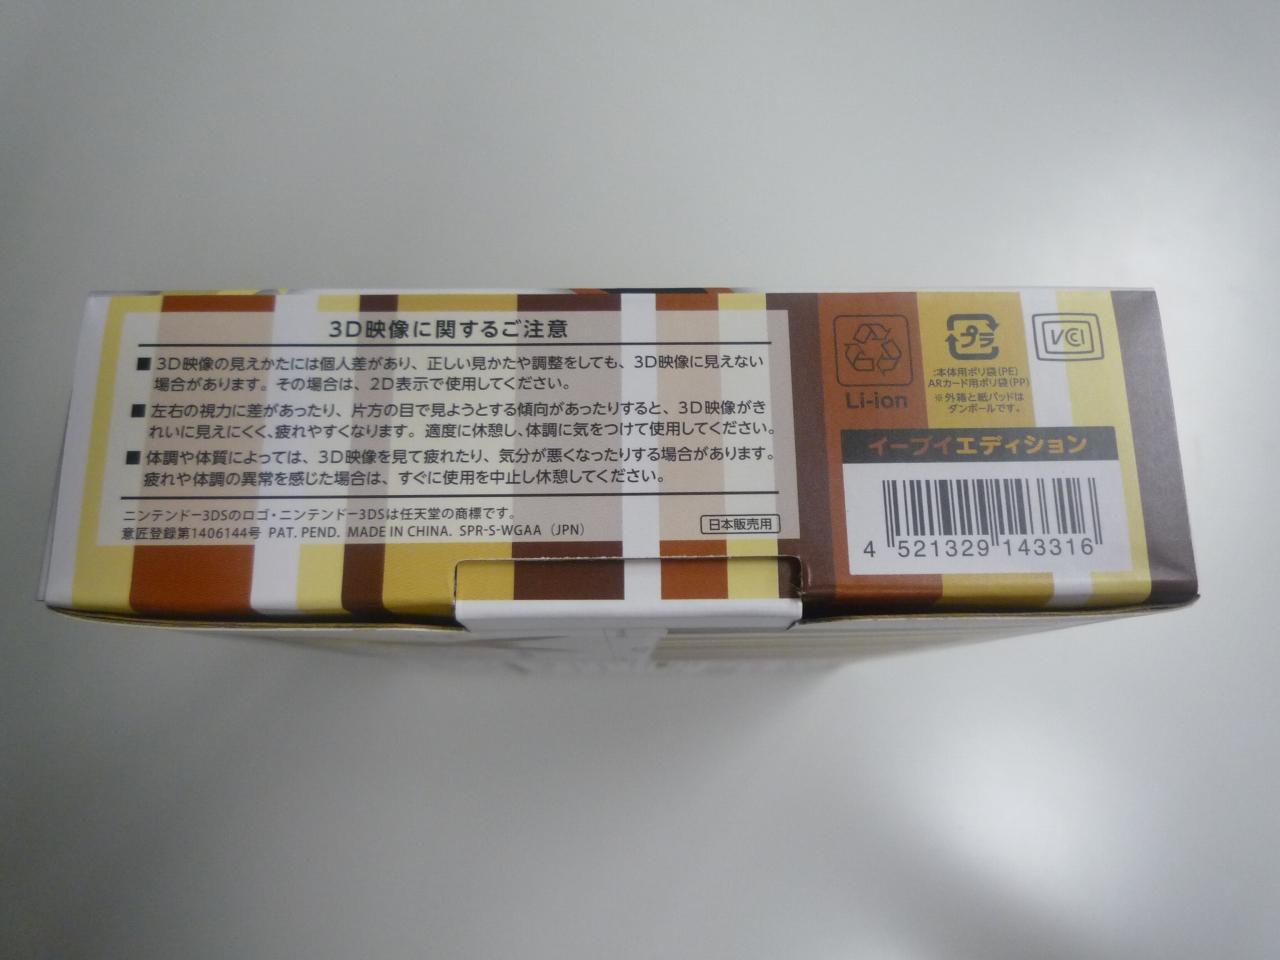 3D映像に関するご注意
■ 3D映像の見えかたには個人差があり、正しい見かたや調整をしても、3D映像に見えない
場合があります。その場合は、2D表示で使用してください。
■ 左右の視力に差があったり、片方の目で見ようとする傾向があったりすると、3D映像がき
れいに見えにくく、疲れやすくなります。適度に休憩し、体調に気をつけて使用してください。
■ 体調や体質によっては、3D映像を見て疲れたり、気分が悪くなったりする場合があります。
疲れや体調の異常を感じた場合は、すぐに使用を中止し休憩してください。
ニンテンドー3DSのロゴ・ニンテンドー3DSは任天堂の商標です。
意匠登録第1406144号 PAT. PEND. MADE IN CHINA. SPR-S-WGAA（JPN）
日本販売用
Li-ion
プラ
:本体用ポリ袋(PE)
ARカード用ポリ袋(PP)
※外箱と紙パッドは
ダンボールです。
VCI
イーブイエディション
4 521329 143316